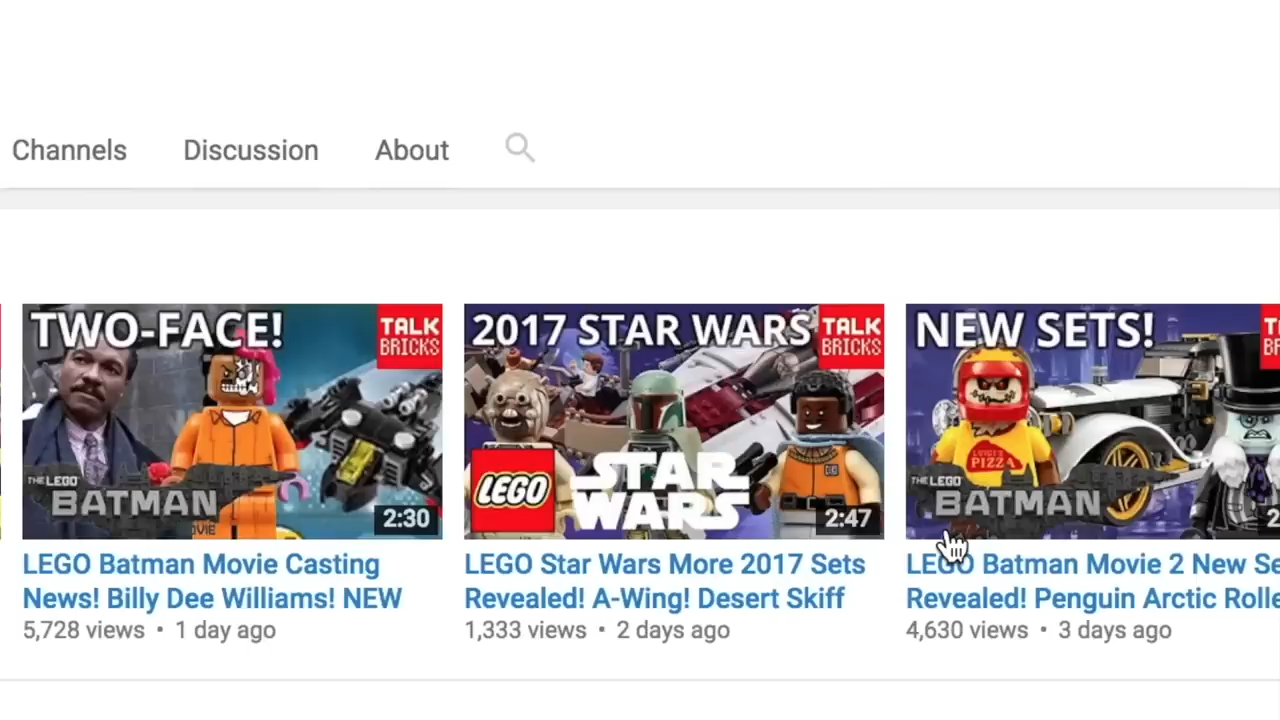 Channels
Discussion
About
TWO-FACE!
TALK
BRICKS
THE LEGO
BATMAN
MOVIE
2:30
LEGO Batman Movie Casting
News! Billy Dee Williams! NEW
5,728 views • 1 day ago
2017 STAR WARS
TALK
BRICKS
LEGO
STAR
WARS
2:47
LEGO Star Wars More 2017 Sets
Revealed! A-Wing! Desert Skiff
1,333 views • 2 days ago
NEW SETS!
LUIGI'S
PIZZA
THE LEGO
BATMAN
LEGO Batman Movie 2 New Se
Revealed! Penguin Arctic Rolle
4,630 views • 3 days ago